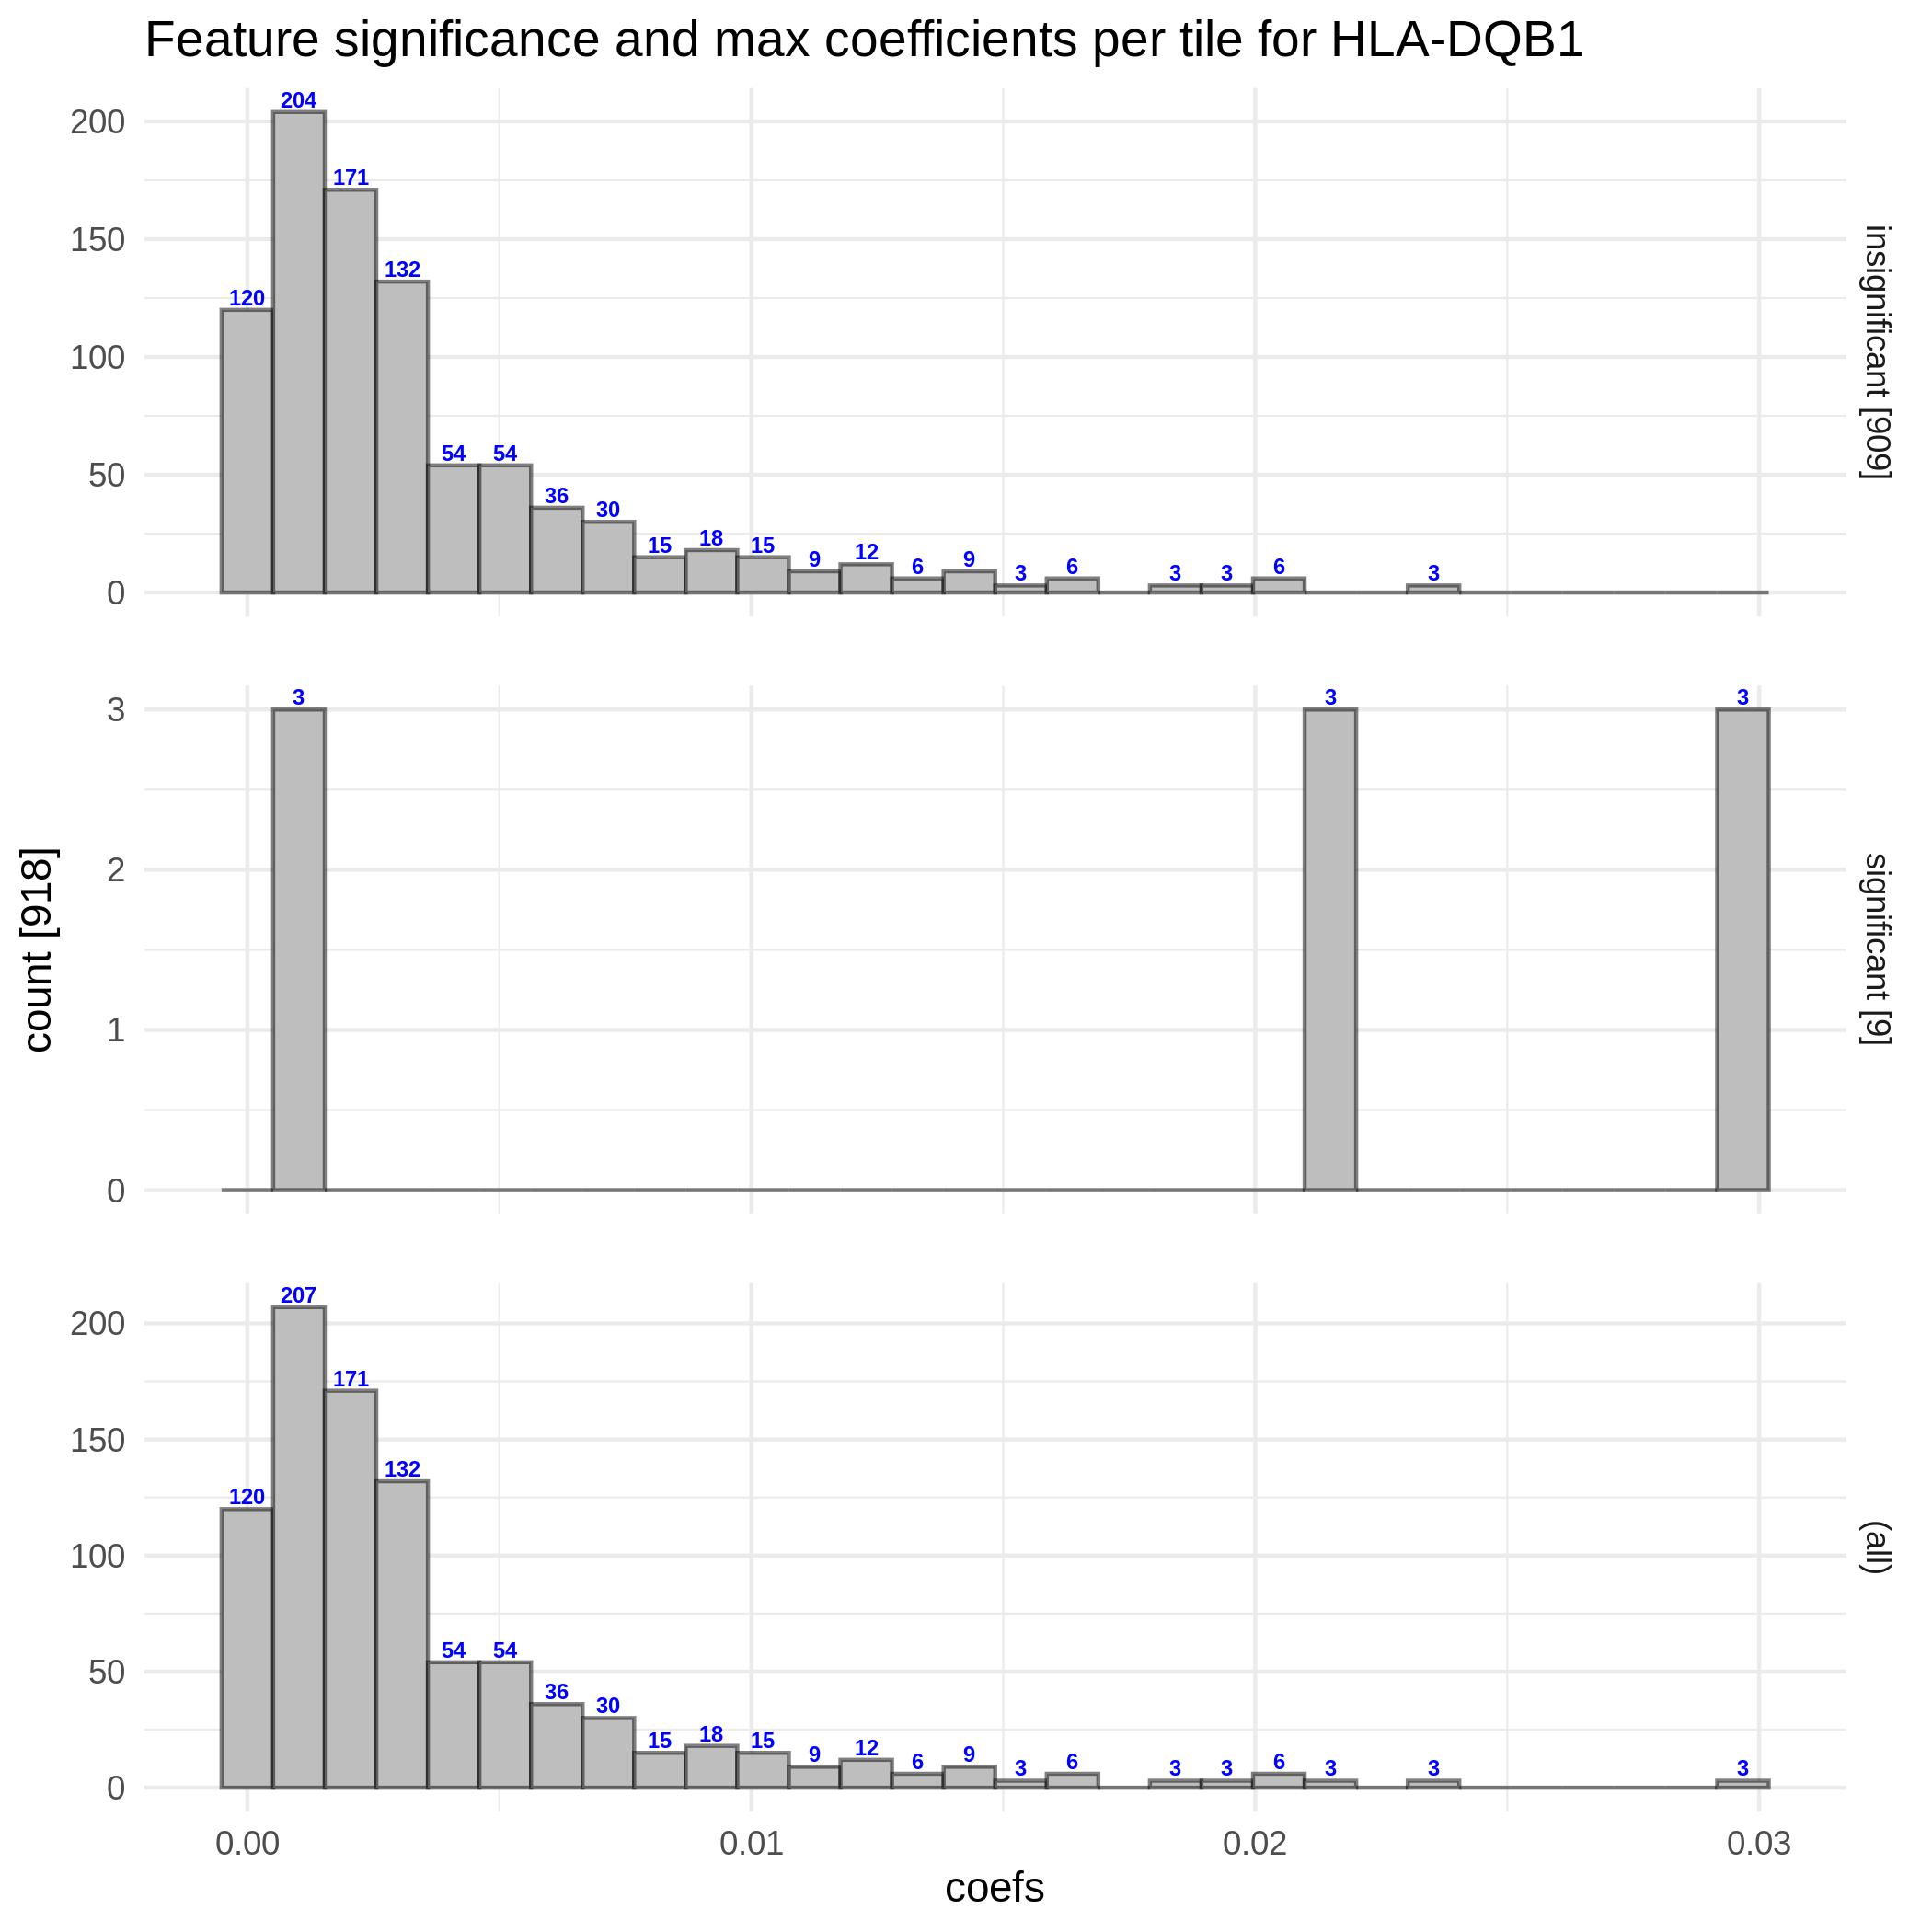 Feature significance and max coefficients per tile for HLA-DQB1
204
200
171
150
132
120
100
54 54
50
36
30
15 18 15 9 12 6 9 3 6 3 3 6 3
0
insignificant [909]
3 3 3
3
2
1
0
significant [9]
count [918]
207
200
171
150
132
120
100
54 54
50
36
30
15 18 15 9 12 6 9 3 6 3 3 6 3 3 3
0
(all)
0.00 0.01 0.02 0.03
coefs